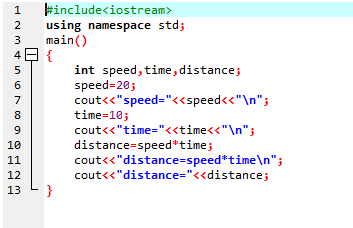 1 #include<iostream>
2 using namespace std;
3 main()
4 {
5 int speed,time,distance;
6 speed=20;
7 cout<<"speed="<<speed<<"\n";
8 time=10;
9 cout<<"time="<<time<<"\n";
10 distance=speed*time;
11 cout<<"distance=speed*time\n";
12 cout<<"distance="<<distance;
13 }